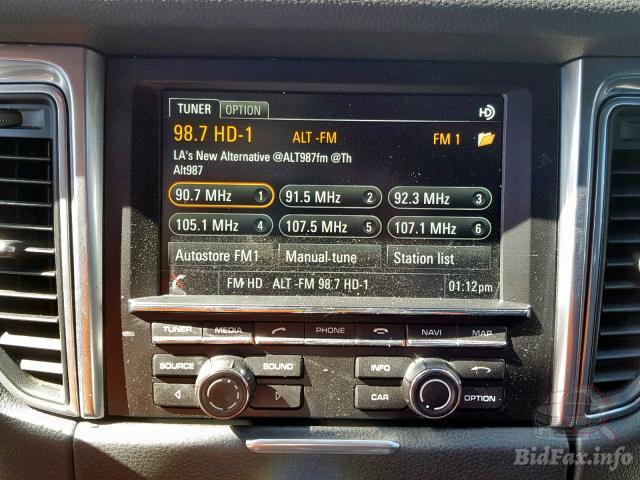 TUNER OPTION HD
98.7 HD-1 ALT -FM FM 1
LA's New Alternative @ALT987fm @Th
Alt987
90.7 MHz 1 91.5 MHz 2 92.3 MHz 3
105.1 MHz 4 107.5 MHz 5 107.1 MHz 6
Autostore FM1 Manual tune Station list
FM HD ALT -FM 98.7 HD-1 01:12pm
TUNER MEDIA PHONE NAVI MAP
SOURCE SOUND INFO
CAR OPTION
BidFax.info